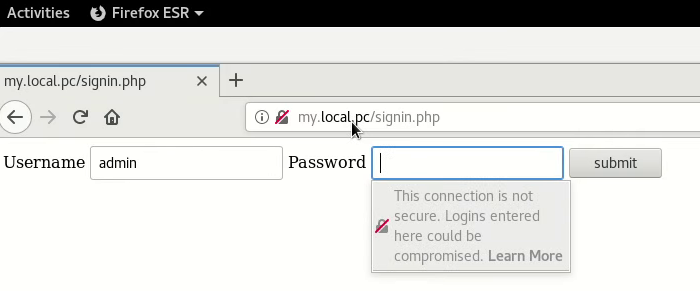 Activities Firefox ESR
my.local.pc/signin.php
my.local.pc/signin.php
Username admin Password submit
This connection is not
secure. Logins entered
here could be
compromised. Learn More